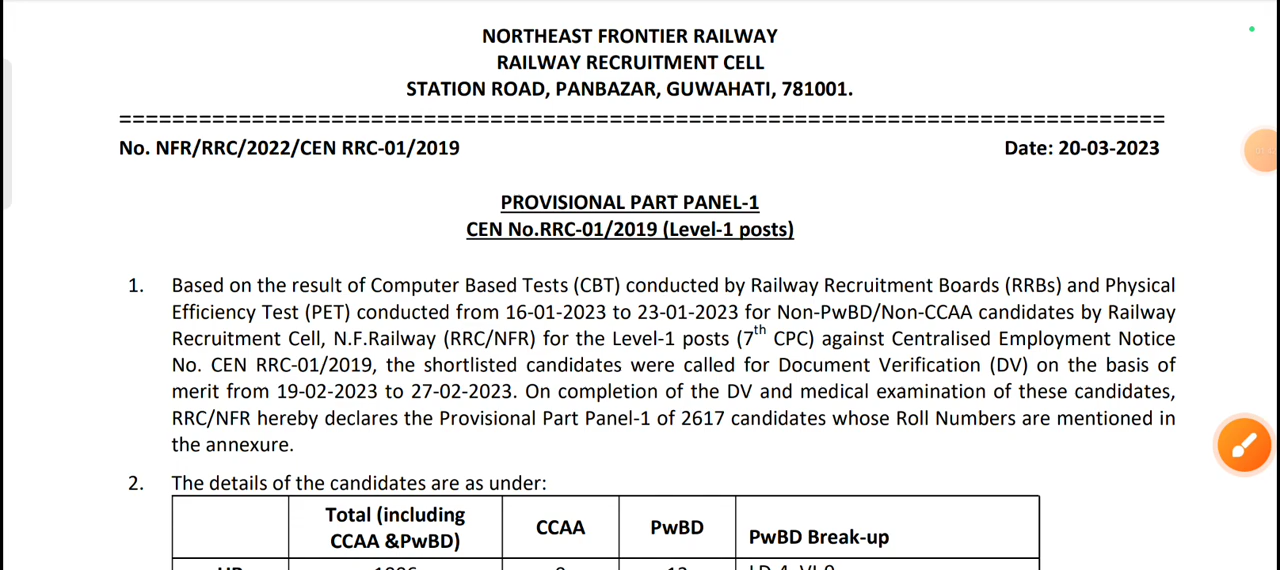 NORTHEAST FRONTIER RAILWAY
RAILWAY RECRUITMENT CELL
STATION ROAD, PANBAZAR, GUWAHATI, 781001.
================================================================================
No. NFR/RRC/2022/CEN RRC-01/2019 Date: 20-03-2023
PROVISIONAL PART PANEL-1
CEN No.RRC-01/2019 (Level-1 posts)
1. Based on the result of Computer Based Tests (CBT) conducted by Railway Recruitment Boards (RRBs) and Physical
Efficiency Test (PET) conducted from 16-01-2023 to 23-01-2023 for Non-PwBD/Non-CCAA candidates by Railway
Recruitment Cell, N.F.Railway (RRC/NFR) for the Level-1 posts (7th CPC) against Centralised Employment Notice
No. CEN RRC-01/2019, the shortlisted candidates were called for Document Verification (DV) on the basis of
merit from 19-02-2023 to 27-02-2023. On completion of the DV and medical examination of these candidates,
RRC/NFR hereby declares the Provisional Part Panel-1 of 2617 candidates whose Roll Numbers are mentioned in
the annexure.
2. The details of the candidates are as under:
Total (including
CCAA &PwBD) CCAA PwBD PwBD Break-up